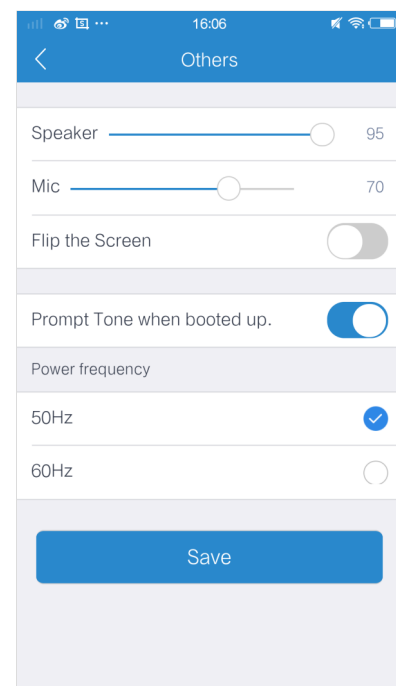 16:06
Others
Speaker 95
Mic 70
Flip the Screen
Prompt Tone when booted up.
Power frequency
50Hz
60Hz
Save